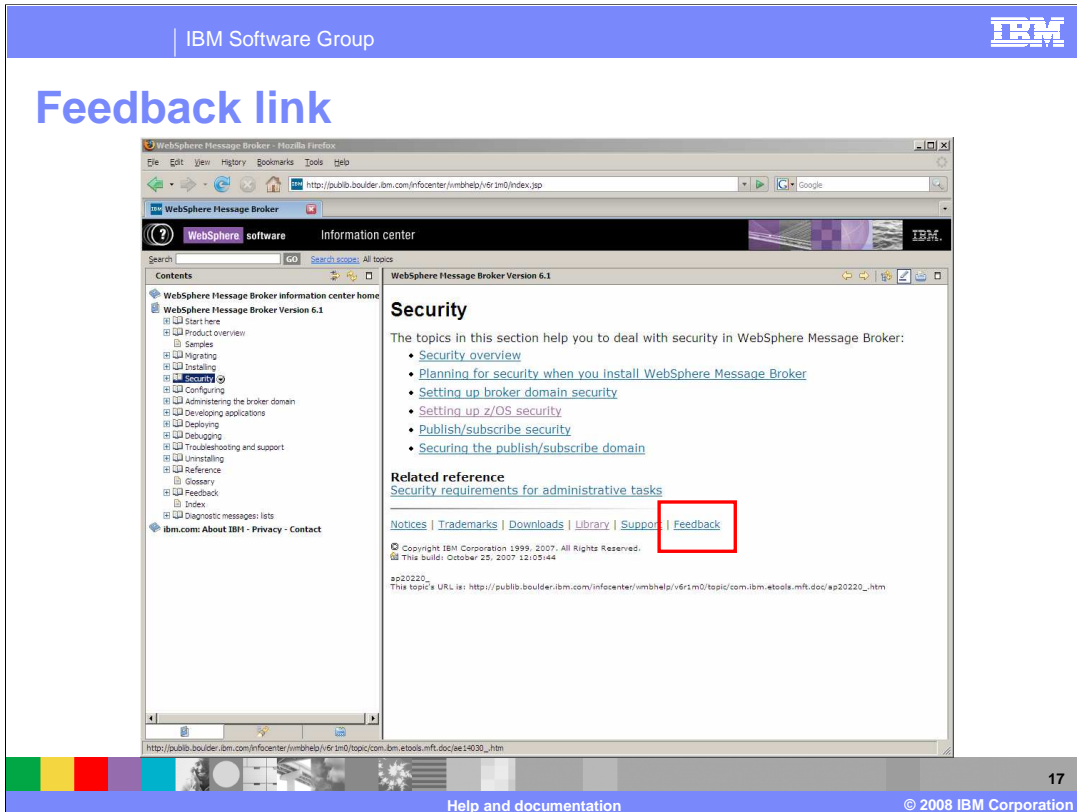 IBM Software Group
IBM
Feedback link
WebSphere Message Broker - Mozilla Firefox
File Edit View History Bookmarks Tools Help
http://publib.boulder.ibm.com/infocenter/wmbhelp/v6r1m0/index.jsp
Google
WebSphere Message Broker
WebSphere software Information center
IBM.
Search GO Search scope: All topics
Contents
WebSphere Message Broker information center home
WebSphere Message Broker Version 6.1
Start here
Product overview
Samples
Migrating
Installing
Security
Configuring
Administering the broker domain
Developing applications
Deploying
Debugging
Troubleshooting and support
Uninstalling
Reference
Glossary
Feedback
Index
Diagnostic messages: lists
ibm.com: About IBM - Privacy - Contact
WebSphere Message Broker Version 6.1
Security
The topics in this section help you to deal with security in WebSphere Message Broker:
• Security overview
• Planning for security when you install WebSphere Message Broker
• Setting up broker domain security
• Setting up z/OS security
• Publish/subscribe security
• Securing the publish/subscribe domain
Related reference
Security requirements for administrative tasks
Notices | Trademarks | Downloads | Library | Support | Feedback
© Copyright IBM Corporation 1999, 2007. All Rights Reserved.
This build: October 25, 2007 12:05:44
ap20220_
This topic's URL is: http://publib.boulder.ibm.com/infocenter/wmbhelp/v6r1m0/topic/com.ibm.etools.mft.doc/ap20220_.htm
http://publib.boulder.ibm.com/infocenter/wmbhelp/v6r1m0/topic/com.ibm.etools.mft.doc/ae14030_.htm
17
Help and documentation
© 2008 IBM Corporation